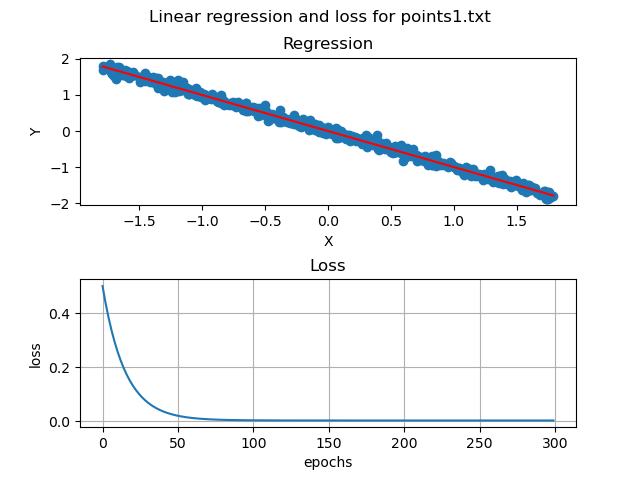 Linear regression and loss for points1.txt
Regression
2
1
0
−1
−2
Y
−1.5 −1.0 −0.5 0.0 0.5 1.0 1.5
X
Loss
0.4
0.2
0.0
loss
0 50 100 150 200 250 300
epochs